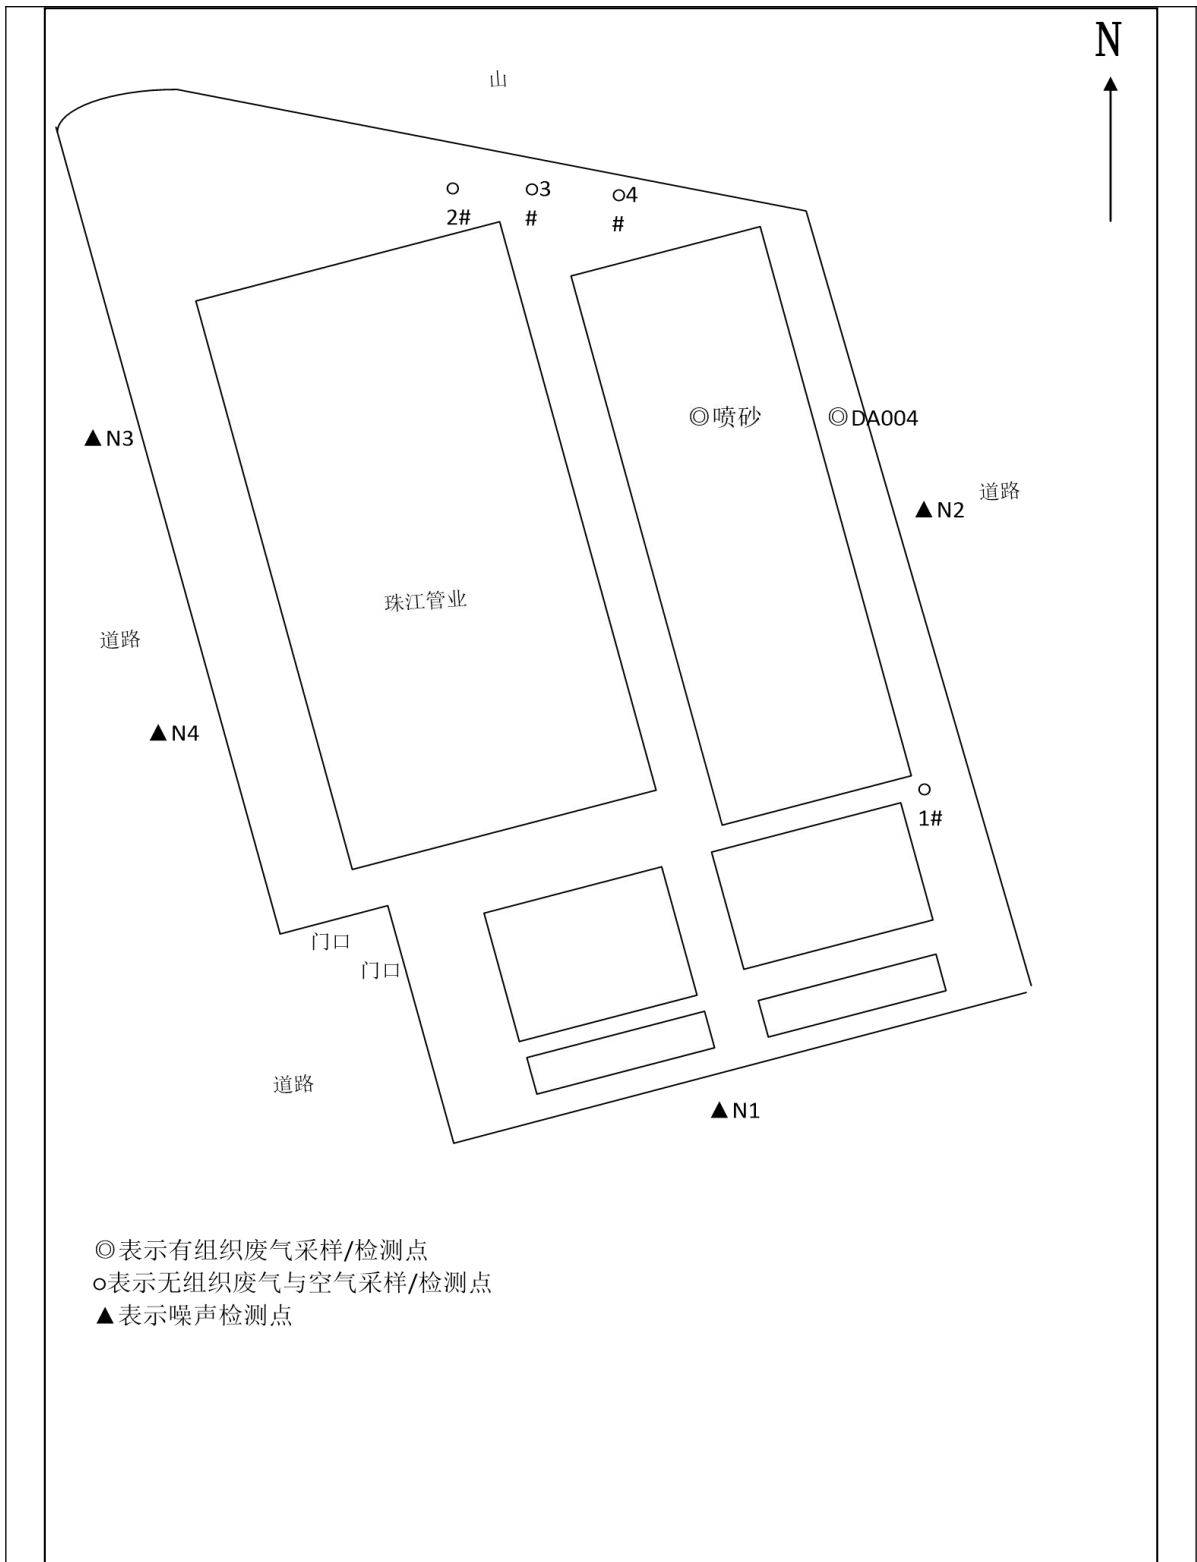 N
山
○
2#
○3
#
○4
#
◎喷砂
◎DA004
▲N3
道路
▲N2
珠江管业
道路
▲N4
○
1#
门口
门口
道路
▲N1
◎表示有组织废气采样/检测点
○表示无组织废气与空气采样/检测点
▲表示噪声检测点